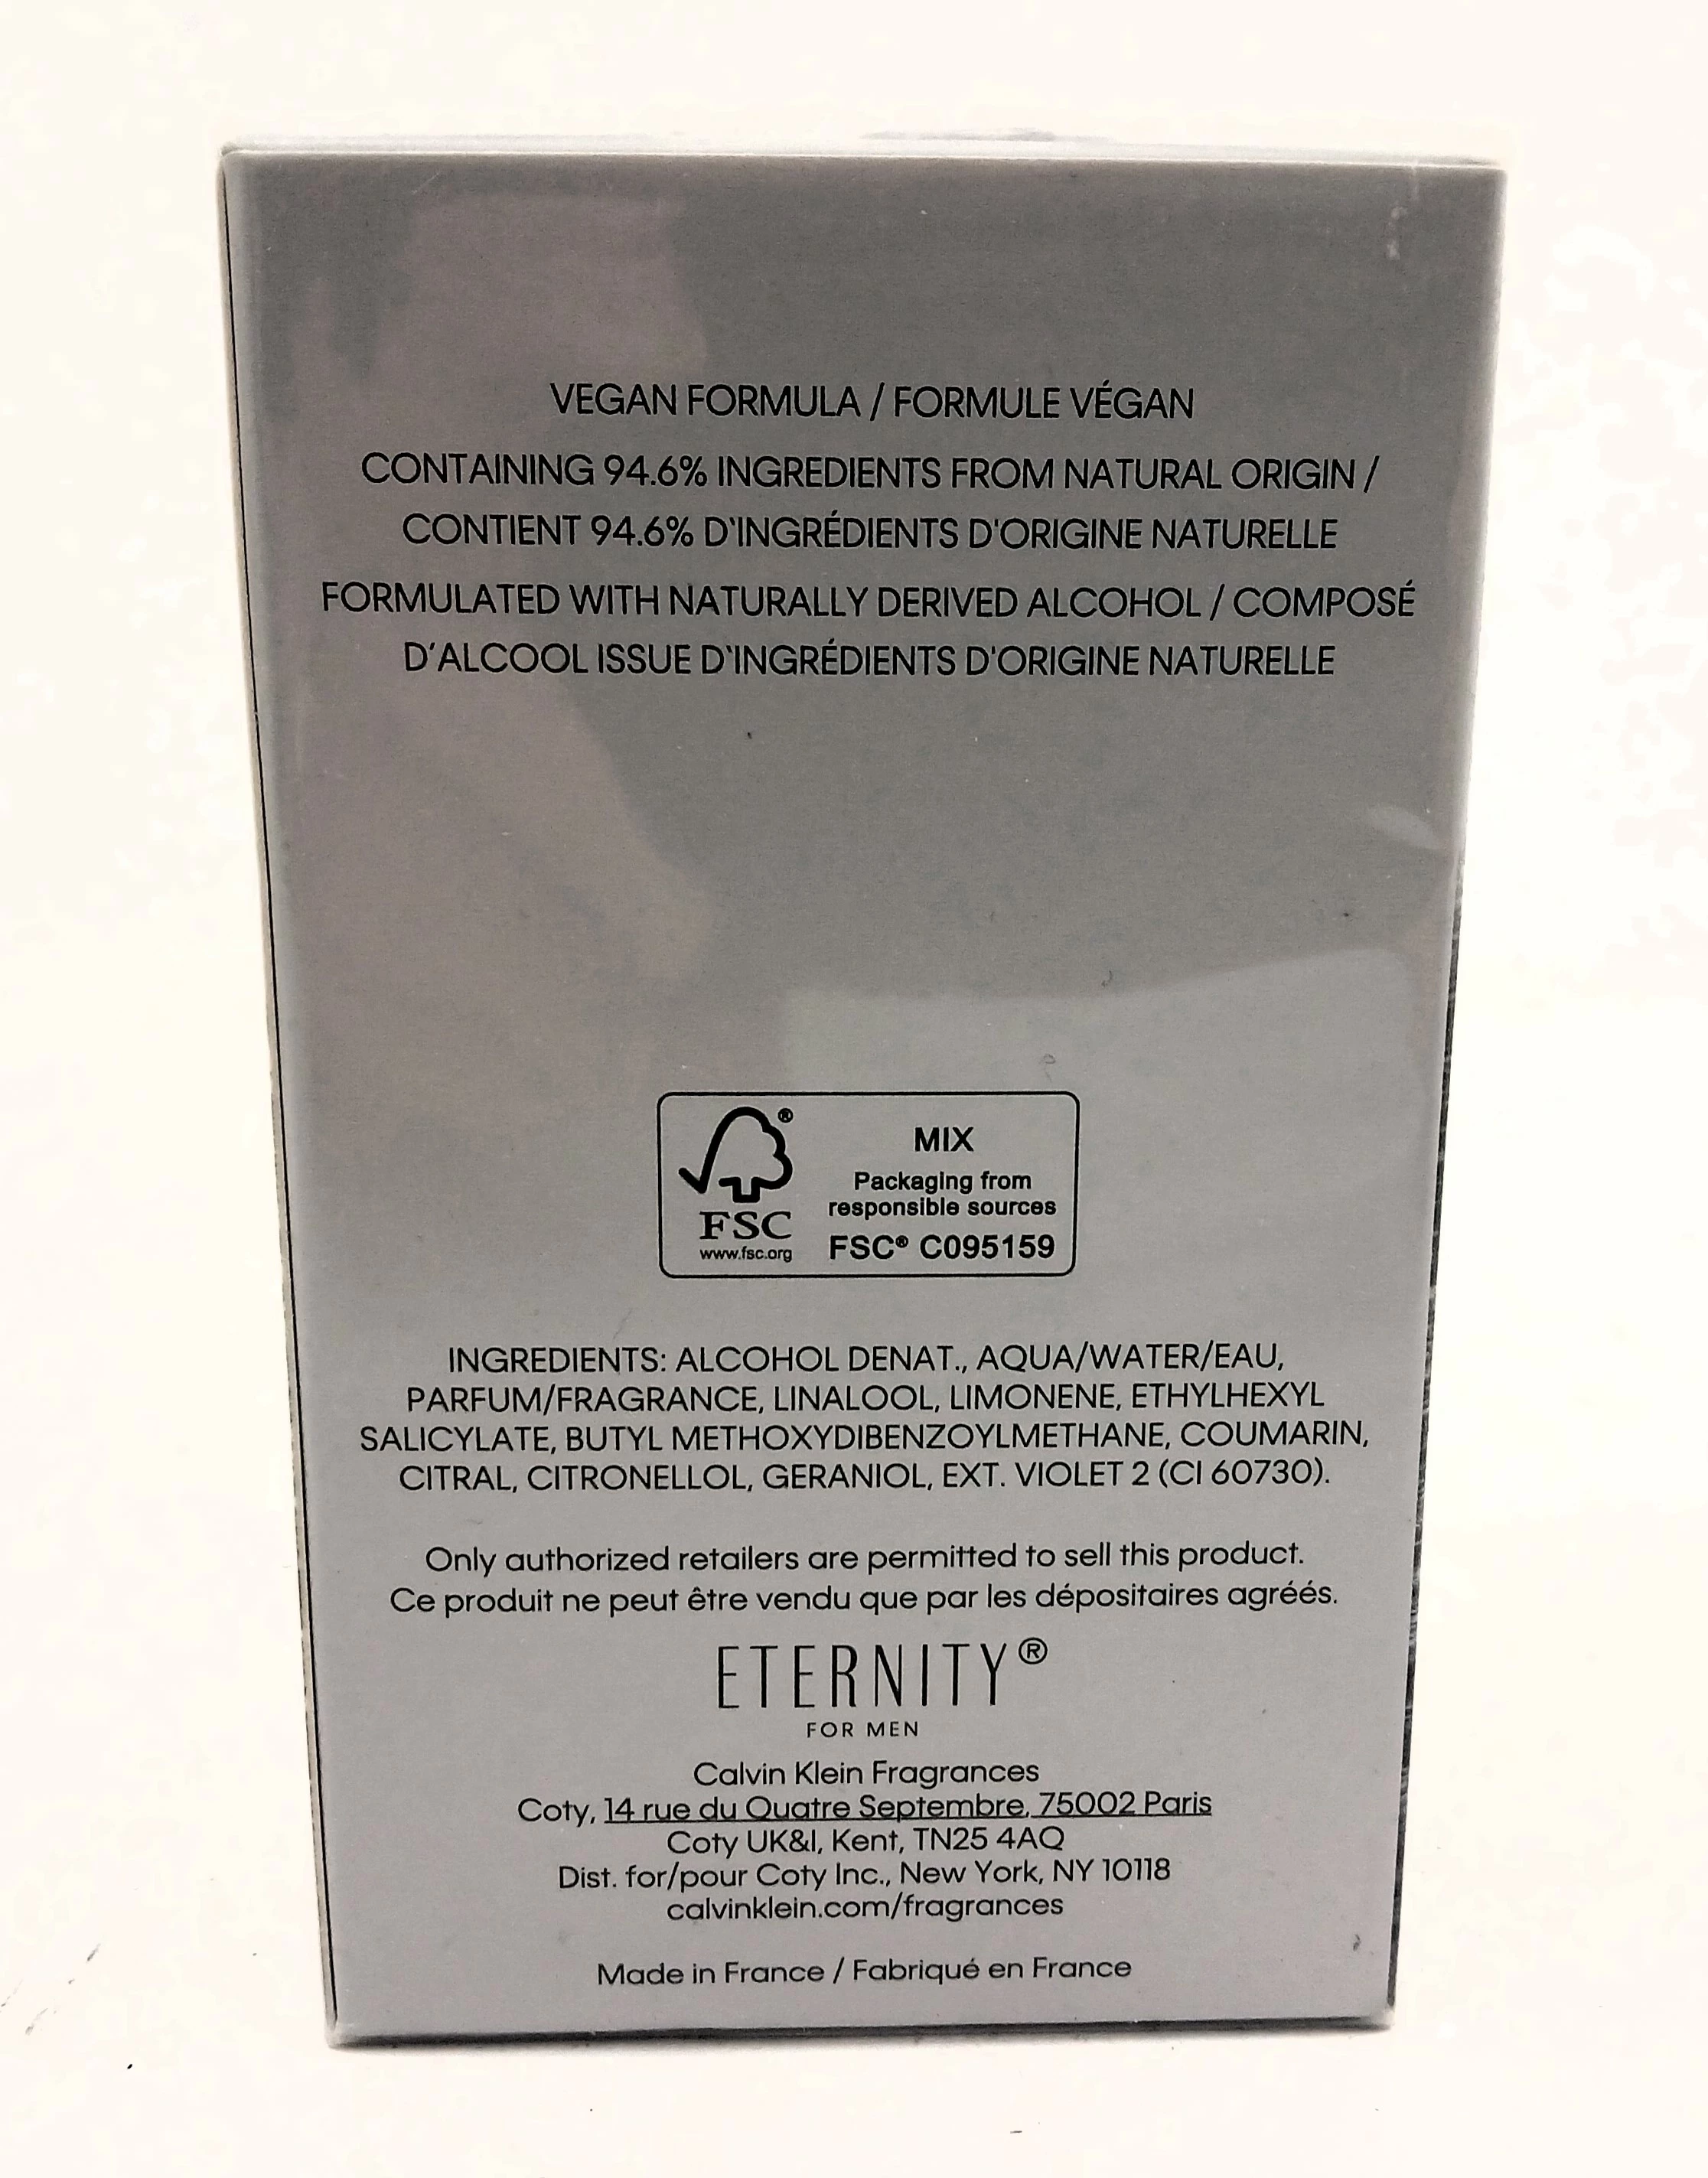 VEGAN FORMULA / FORMULE VÉGAN
CONTAINING 94.6% INGREDIENTS FROM NATURAL ORIGIN /
CONTIENT 94.6% D'INGRÉDIENTS D'ORIGINE NATURELLE
FORMULATED WITH NATURALLY DERIVED ALCOHOL / COMPOSÉ
D’ALCOOL ISSUE D'INGRÉDIENTS D'ORIGINE NATURELLE
®
FSC
www.fsc.org
MIX
Packaging from
responsible sources
FSC® C095159
INGREDIENTS: ALCOHOL DENAT., AQUA/WATER/EAU,
PARFUM/FRAGRANCE, LINALOOL, LIMONENE, ETHYLHEXYL
SALICYLATE, BUTYL METHOXYDIBENZOYLMETHANE, COUMARIN,
CITRAL, CITRONELLOL, GERANIOL, EXT. VIOLET 2 (CI 60730).
Only authorized retailers are permitted to sell this product.
Ce produit ne peut être vendu que par les dépositaires agréés.
ETERNITY®
FOR MEN
Calvin Klein Fragrances
Coty, 14 rue du Quatre Septembre, 75002 Paris
Coty UK&I, Kent, TN25 4AQ
Dist. for/pour Coty Inc., New York, NY 10118
calvinklein.com/fragrances
Made in France / Fabriqué en France